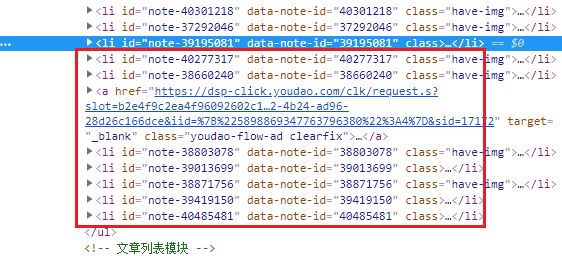 <li id="note-40301218" data-note-id="40301218" class="have-img">…</li>
<li id="note-37292046" data-note-id="37292046" class="have-img">…</li>
… <li id="note-39195081" data-note-id="39195081" class>…</li> == $0
<li id="note-40277317" data-note-id="40277317" class="have-img">…</li>
<li id="note-38660240" data-note-id="38660240" class="have-img">…</li>
<a href="https://dsp-click.youdao.com/clk/request.s?
slot=b2e4f9c2ea4f96092602c1…2-4b24-ad96-
28d26c166dce&iid=%7B%225898869347763796380%22%3A4%7D&sid=17172" target=
"_blank" class="youdao-flow-ad clearfix">…</a>
<li id="note-38803078" data-note-id="38803078" class="have-img">…</li>
<li id="note-39013699" data-note-id="39013699" class>…</li>
<li id="note-38871756" data-note-id="38871756" class="have-img">…</li>
<li id="note-39419150" data-note-id="39419150" class>…</li>
<li id="note-40485481" data-note-id="40485481" class>…</li>
</ul>
<!-- 文章列表模块 -->